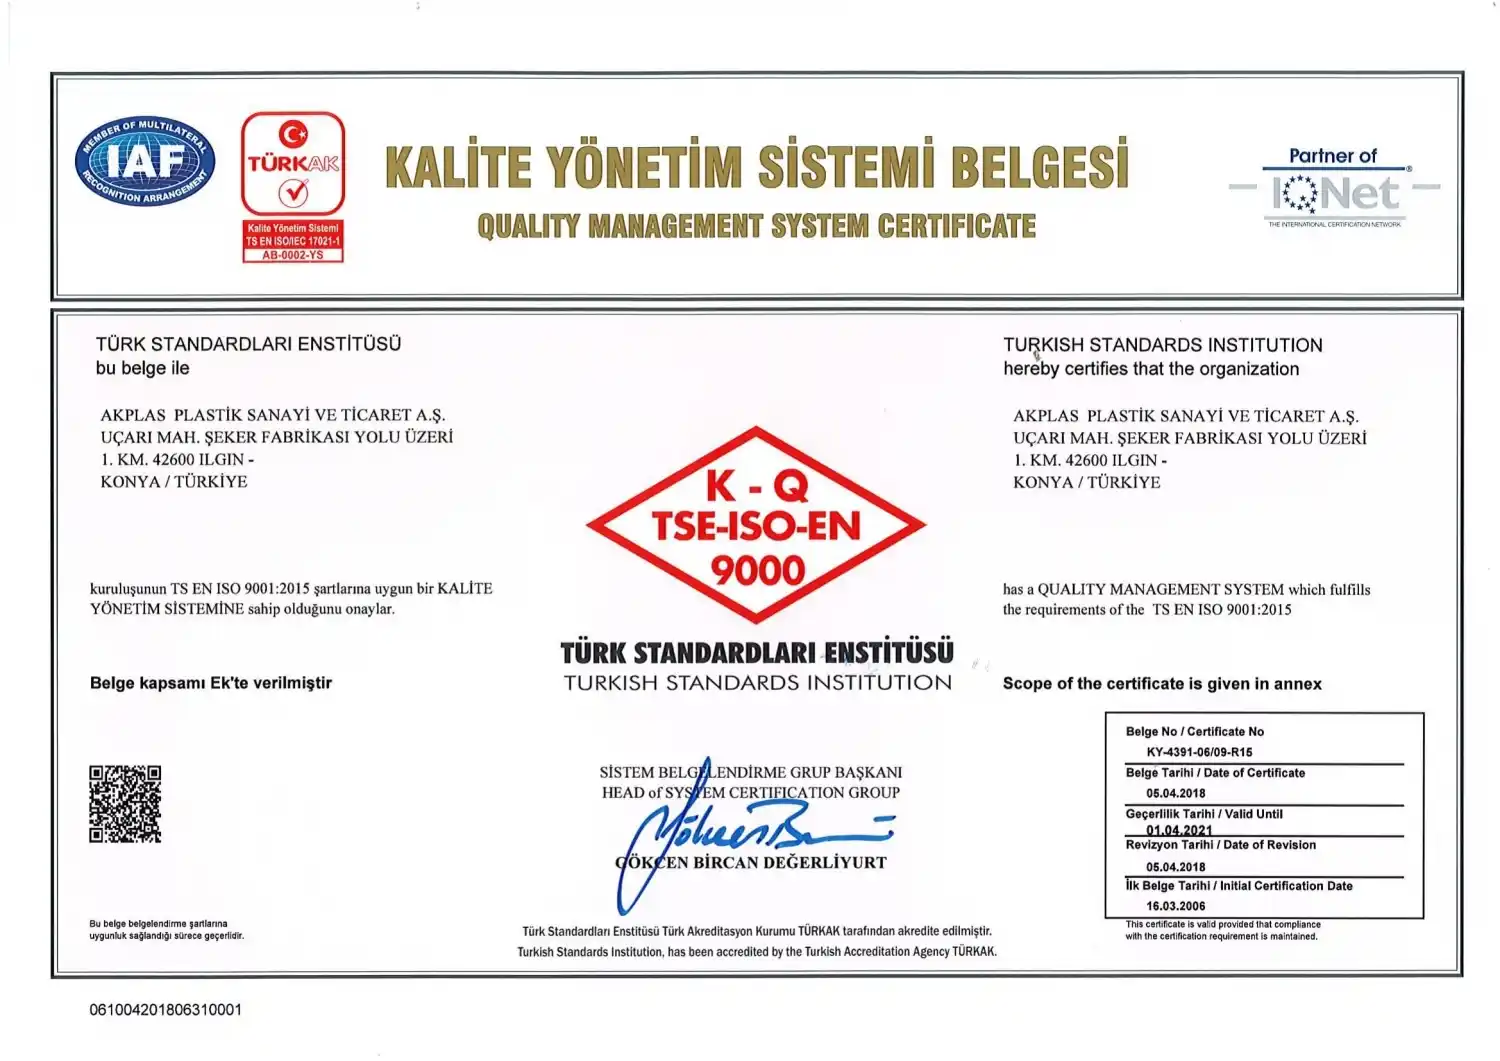 MEMBER OF MULTILATERAL
IAF
RECOGNITION ARRANGEMENT
TÜRKAK
Kalite Yönetim Sistemi
TS EN ISO/IEC 17021-1
AB-0002-YS
KALİTE YÖNETİM SİSTEMİ BELGESİ
QUALITY MANAGEMENT SYSTEM CERTIFICATE
Partner of
IQNet
THE INTERNATIONAL CERTIFICATION NETWORK
TÜRK STANDARDLARI ENSTİTÜSÜ
bu belge ile
AKPLAS PLASTİK SANAYİ VE TİCARET A.Ş.
UÇARI MAH. ŞEKER FABRİKASI YOLU ÜZERİ
1. KM. 42600 ILGIN -
KONYA / TÜRKİYE
kuruluşunun TS EN ISO 9001:2015 şartlarına uygun bir KALİTE
YÖNETİM SİSTEMİNE sahip olduğunu onaylar.
Belge kapsamı Ek'te verilmiştir
Bu belge belgelendirme şartlarına
uygunluk sağlandığı sürece geçerlidir.
K - Q
TSE-ISO-EN
9000
TÜRK STANDARDLARI ENSTİTÜSÜ
TURKISH STANDARDS INSTITUTION
SİSTEM BELGELENDİRME GRUP BAŞKANI
HEAD of SYSTEM CERTIFICATION GROUP
GÖKÇEN BİRCAN DEĞERLİYURT
Türk Standardları Enstitüsü Türk Akreditasyon Kurumu TÜRKAK tarafından akredite edilmiştir.
Turkish Standards Institution, has been accredited by the Turkish Accreditation Agency TÜRKAK.
TURKISH STANDARDS INSTITUTION
hereby certifies that the organization
AKPLAS PLASTİK SANAYİ VE TİCARET A.Ş.
UÇARI MAH. ŞEKER FABRİKASI YOLU ÜZERİ
1. KM. 42600 ILGIN -
KONYA / TÜRKİYE
has a QUALITY MANAGEMENT SYSTEM which fulfills
the requirements of the TS EN ISO 9001:2015
Scope of the certificate is given in annex
Belge No / Certificate No
KY-4391-06/09-R15
Belge Tarihi / Date of Certificate
05.04.2018
Geçerlilik Tarihi / Valid Until
01.04.2021
Revizyon Tarihi / Date of Revision
05.04.2018
İlk Belge Tarihi / Initial Certification Date
16.03.2006
This certificate is valid provided that compliance
with the certification requirement is maintained.
061004201806310001